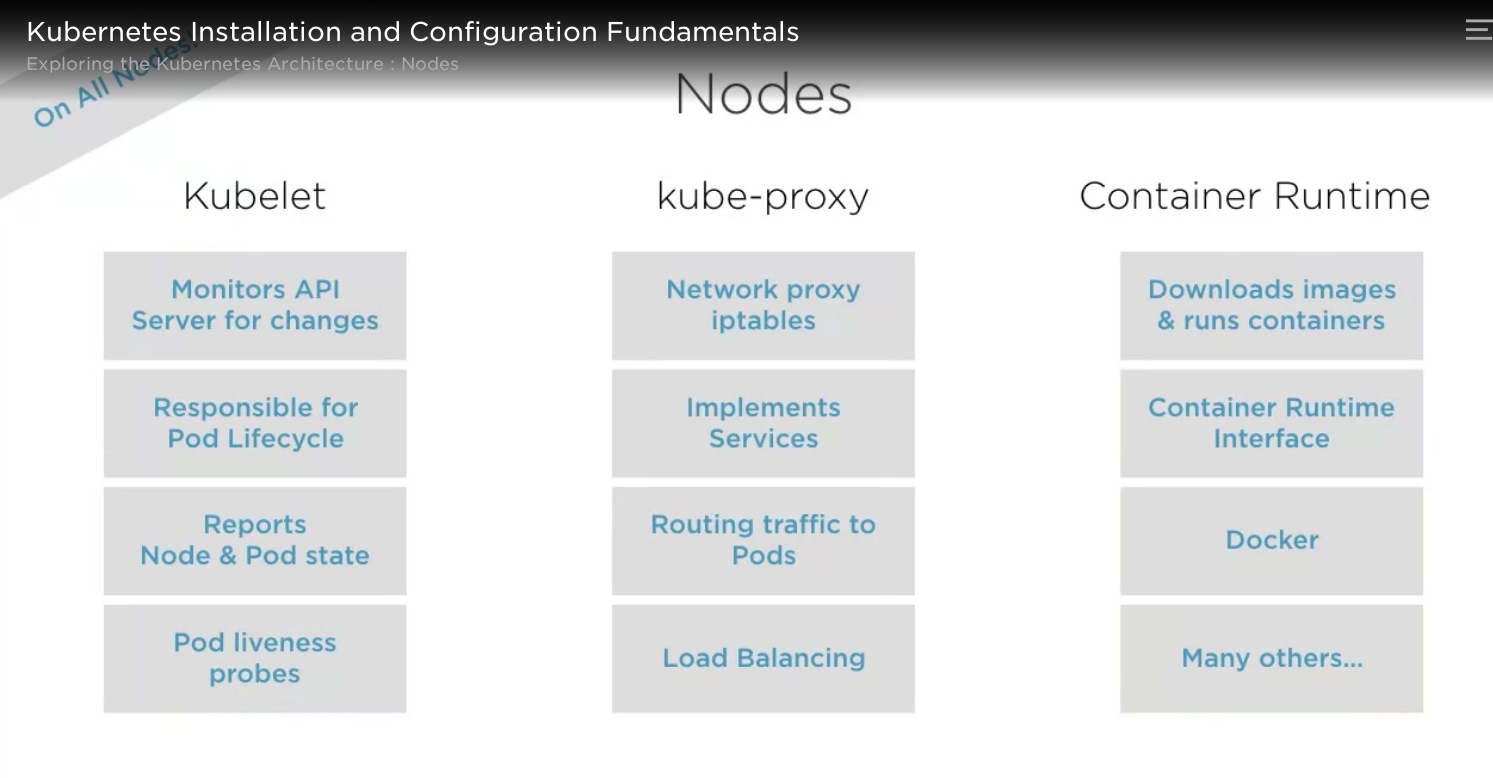 Kubernetes Installation and Configuration Fundamentals
Exploring the Kubernetes Architecture : Nodes
On All Nodes!
Nodes
Kubelet
Monitors API
Server for changes
Responsible for
Pod Lifecycle
Reports
Node & Pod state
Pod liveness
probes
kube-proxy
Network proxy
iptables
Implements
Services
Routing traffic to
Pods
Load Balancing
Container Runtime
Downloads images
& runs containers
Container Runtime
Interface
Docker
Many others...